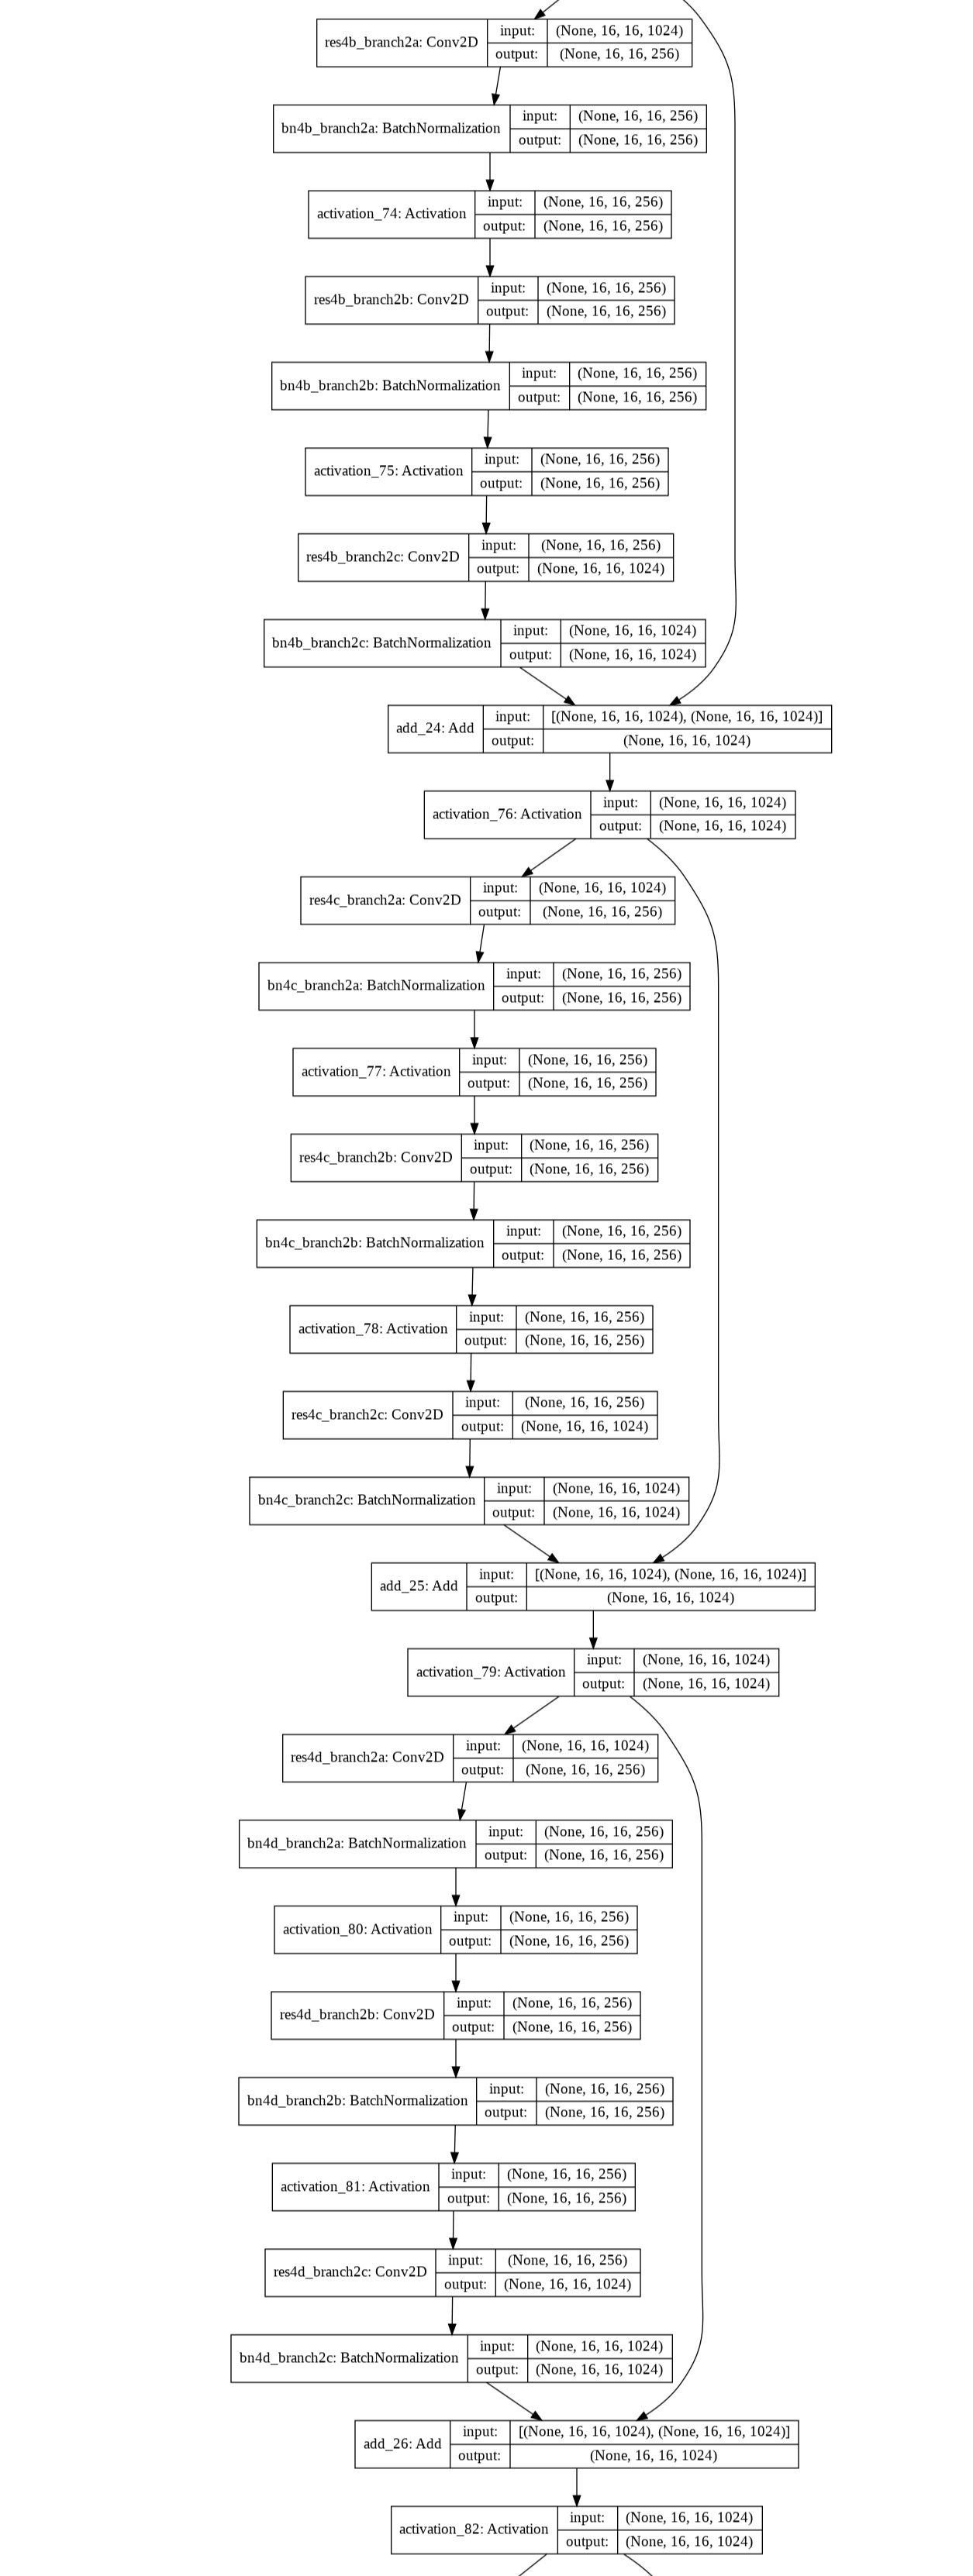 res4b_branch2a: Conv2D input: (None, 16, 16, 1024)
output: (None, 16, 16, 256)
bn4b_branch2a: BatchNormalization input: (None, 16, 16, 256)
output: (None, 16, 16, 256)
activation_74: Activation input: (None, 16, 16, 256)
output: (None, 16, 16, 256)
res4b_branch2b: Conv2D input: (None, 16, 16, 256)
output: (None, 16, 16, 256)
bn4b_branch2b: BatchNormalization input: (None, 16, 16, 256)
output: (None, 16, 16, 256)
activation_75: Activation input: (None, 16, 16, 256)
output: (None, 16, 16, 256)
res4b_branch2c: Conv2D input: (None, 16, 16, 256)
output: (None, 16, 16, 1024)
bn4b_branch2c: BatchNormalization input: (None, 16, 16, 1024)
output: (None, 16, 16, 1024)
add_24: Add input: [(None, 16, 16, 1024), (None, 16, 16, 1024)]
output: (None, 16, 16, 1024)
activation_76: Activation input: (None, 16, 16, 1024)
output: (None, 16, 16, 1024)
res4c_branch2a: Conv2D input: (None, 16, 16, 1024)
output: (None, 16, 16, 256)
bn4c_branch2a: BatchNormalization input: (None, 16, 16, 256)
output: (None, 16, 16, 256)
activation_77: Activation input: (None, 16, 16, 256)
output: (None, 16, 16, 256)
res4c_branch2b: Conv2D input: (None, 16, 16, 256)
output: (None, 16, 16, 256)
bn4c_branch2b: BatchNormalization input: (None, 16, 16, 256)
output: (None, 16, 16, 256)
activation_78: Activation input: (None, 16, 16, 256)
output: (None, 16, 16, 256)
res4c_branch2c: Conv2D input: (None, 16, 16, 256)
output: (None, 16, 16, 1024)
bn4c_branch2c: BatchNormalization input: (None, 16, 16, 1024)
output: (None, 16, 16, 1024)
add_25: Add input: [(None, 16, 16, 1024), (None, 16, 16, 1024)]
output: (None, 16, 16, 1024)
activation_79: Activation input: (None, 16, 16, 1024)
output: (None, 16, 16, 1024)
res4d_branch2a: Conv2D input: (None, 16, 16, 1024)
output: (None, 16, 16, 256)
bn4d_branch2a: BatchNormalization input: (None, 16, 16, 256)
output: (None, 16, 16, 256)
activation_80: Activation input: (None, 16, 16, 256)
output: (None, 16, 16, 256)
res4d_branch2b: Conv2D input: (None, 16, 16, 256)
output: (None, 16, 16, 256)
bn4d_branch2b: BatchNormalization input: (None, 16, 16, 256)
output: (None, 16, 16, 256)
activation_81: Activation input: (None, 16, 16, 256)
output: (None, 16, 16, 256)
res4d_branch2c: Conv2D input: (None, 16, 16, 256)
output: (None, 16, 16, 1024)
bn4d_branch2c: BatchNormalization input: (None, 16, 16, 1024)
output: (None, 16, 16, 1024)
add_26: Add input: [(None, 16, 16, 1024), (None, 16, 16, 1024)]
output: (None, 16, 16, 1024)
activation_82: Activation input: (None, 16, 16, 1024)
output: (None, 16, 16, 1024)